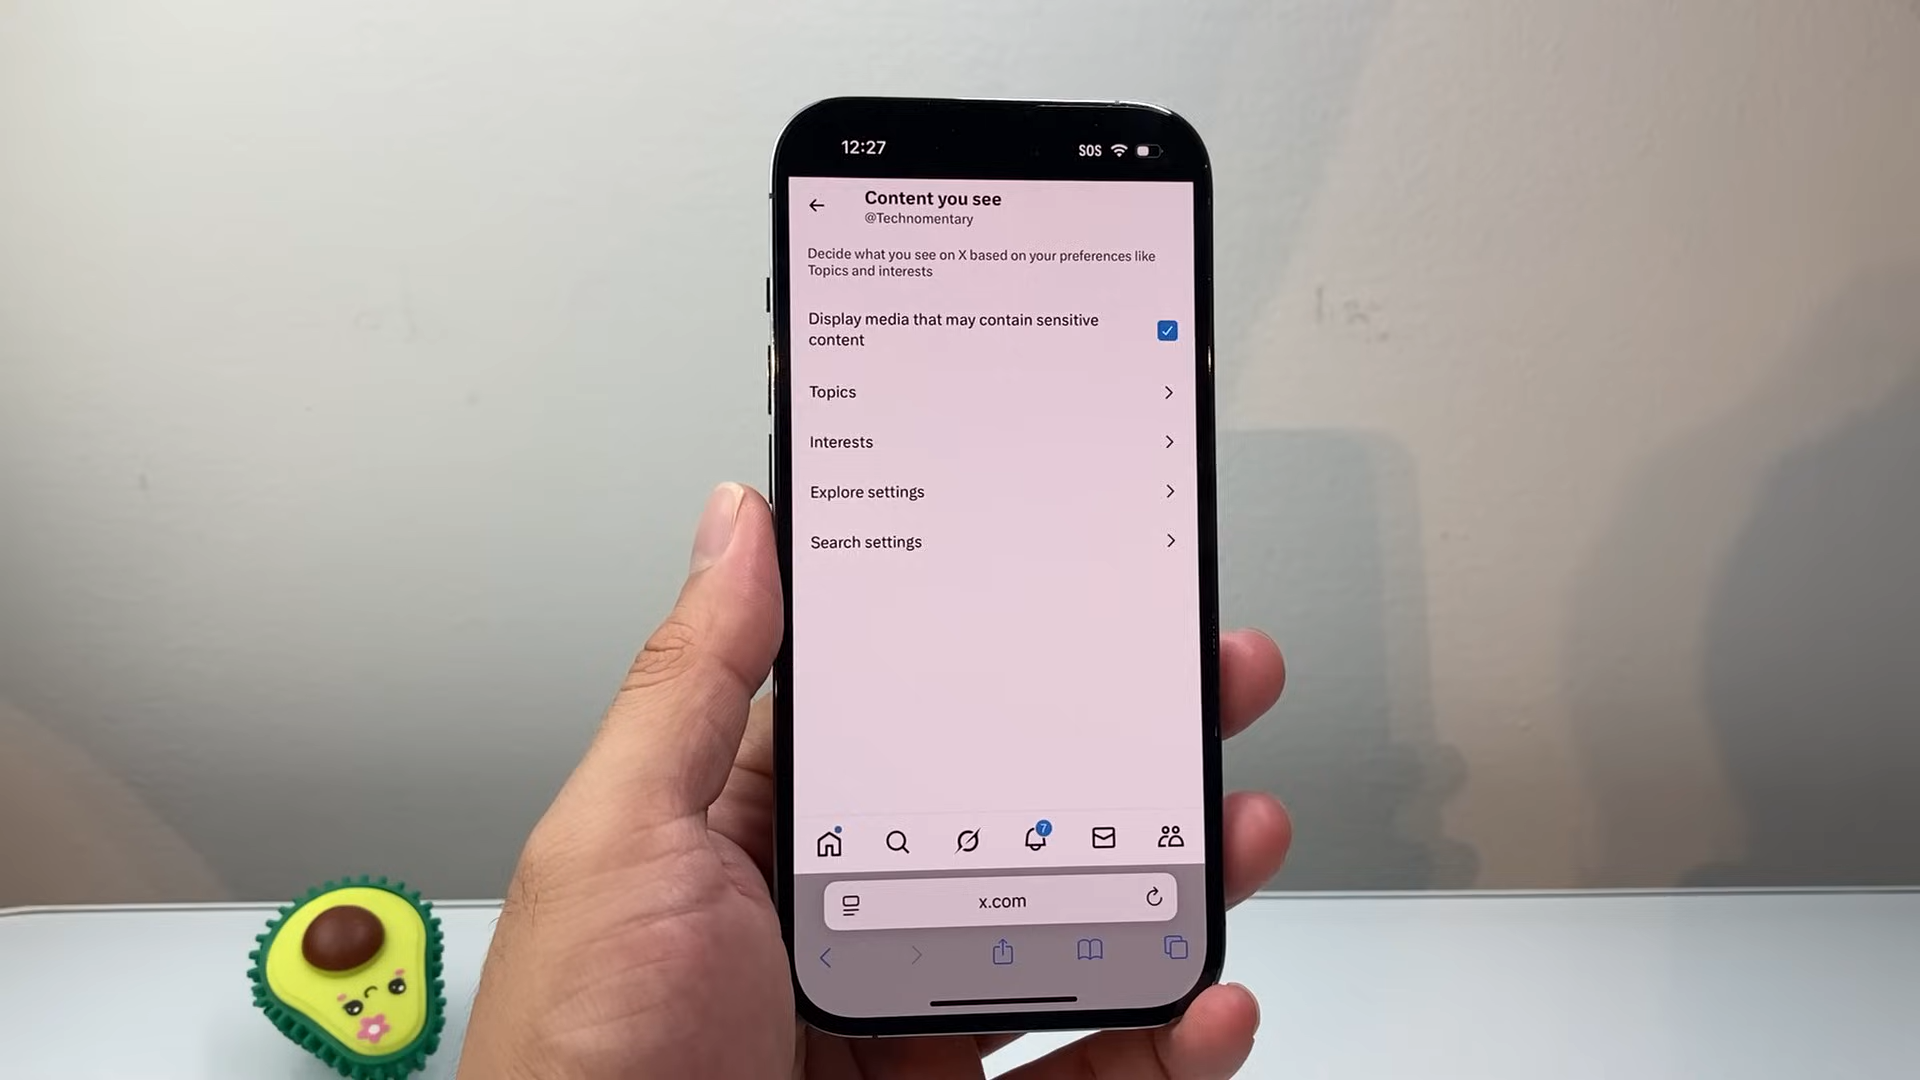 12:27
SOS
Content you see
@Technomentary
Decide what you see on X based on your preferences like
Topics and interests
Display media that may contain sensitive
content
Topics
Interests
Explore settings
Search settings
7
x.com